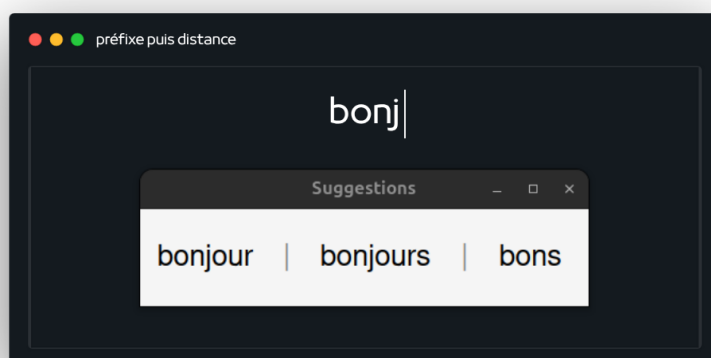 préfixe puis distance
bonj
Suggestions
bonjour | bonjours | bons